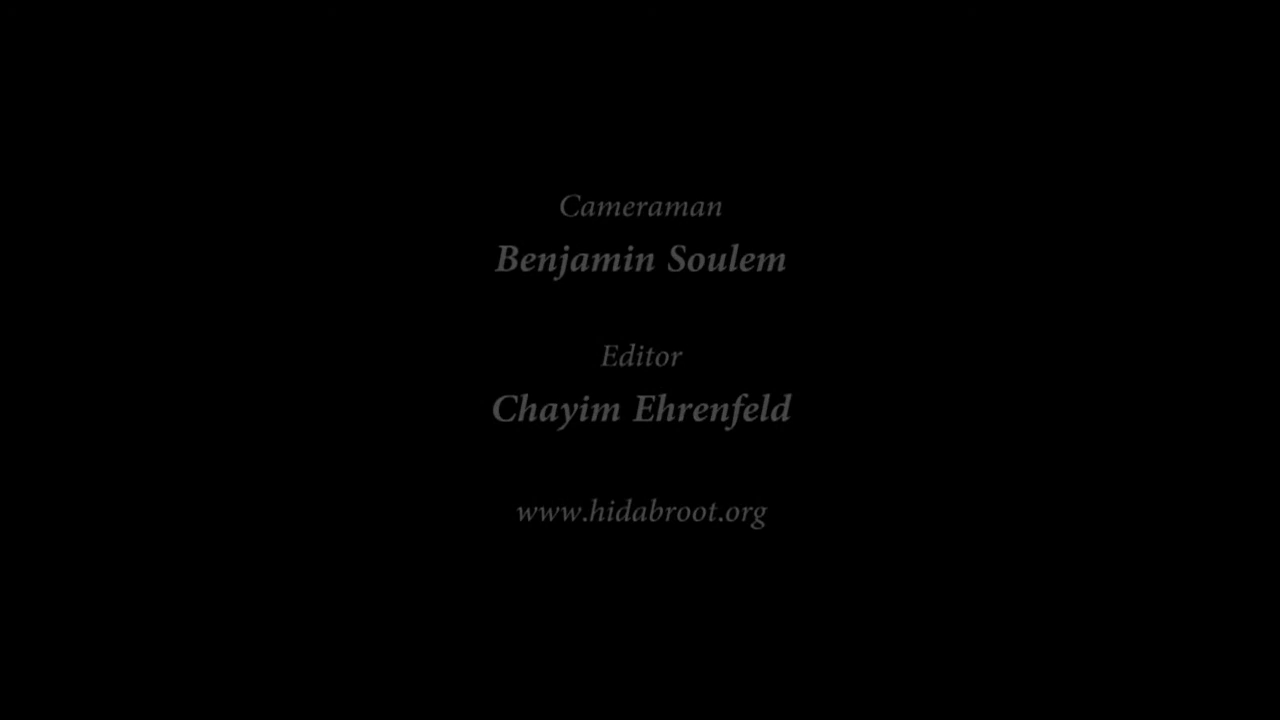 Cameraman
Benjamin Soulem
Editor
Chayim Ehrenfeld
www.hidabroot.org